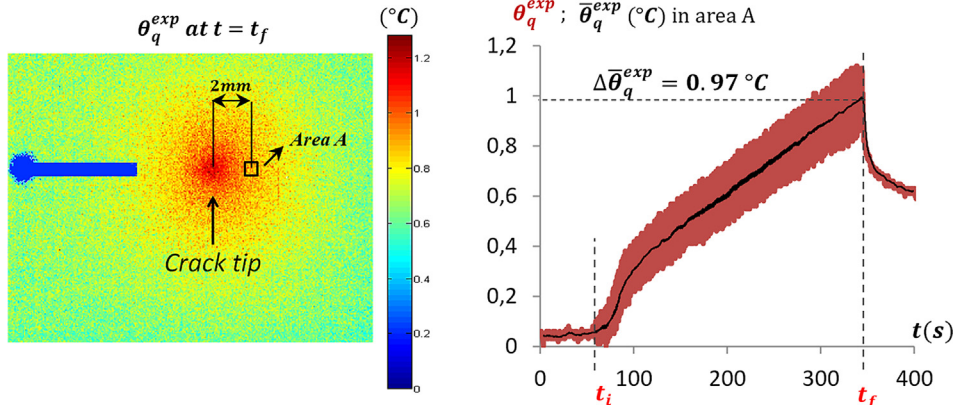 θ_q^exp at t = t_f
(°C)
1.2
1
0.8
0.6
0.4
0.2
0
2mm
Area A
Crack tip
θ_q^exp ; θ̅_q^exp (°C) in area A
1,2
1
0,8
0,6
0,4
0,2
0
Δθ̅_q^exp = 0.97 °C
t(s)
0
100
200
300
400
t_i
t_f